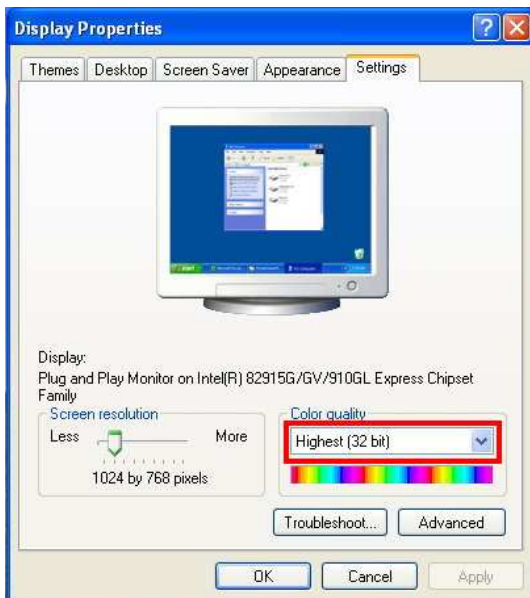 Display Properties
Themes Desktop Screen Saver Appearance Settings
Display:
Plug and Play Monitor on Intel(R) 82915G/GV/910GL Express Chipset
Family
Screen resolution
Less More
1024 by 768 pixels
Color quality
Highest (32 bit)
Troubleshoot... Advanced
OK Cancel Apply